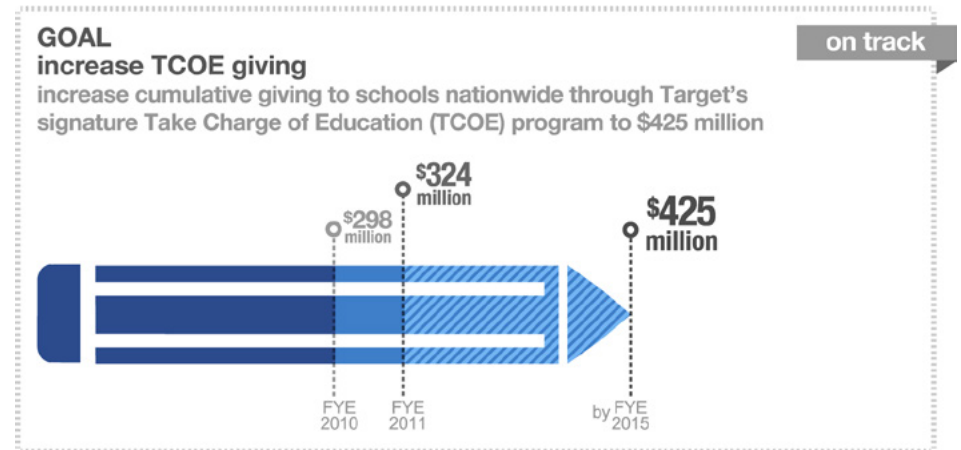 GOAL
on track
increase TCOE giving
increase cumulative giving to schools nationwide through Target's
signature Take Charge of Education (TCOE) program to $425 million
$324
million
$298
million
$425
million
FYE
2010
FYE
2011
by FYE
2015